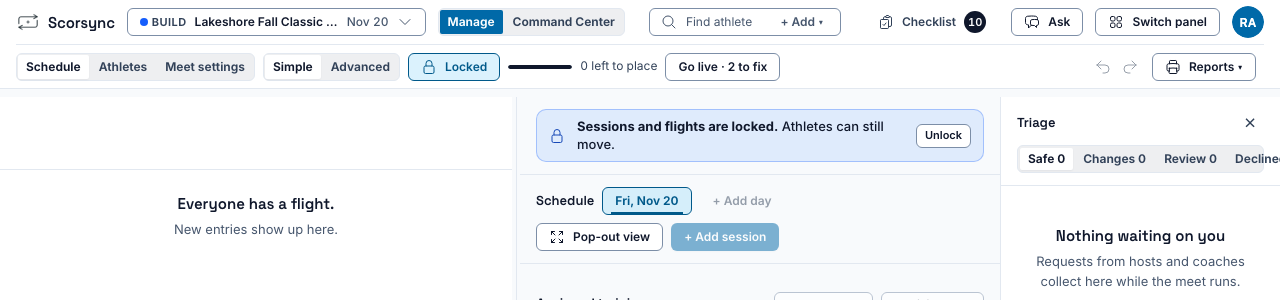 Scorsync
BUILD Lakeshore Fall Classic ... Nov 20
Manage Command Center
Find athlete + Add ▾
Checklist 10
Ask
Switch panel
RA
Schedule Athletes Meet settings
Simple Advanced
Locked
0 left to place
Go live · 2 to fix
Reports ▾
Everyone has a flight.
New entries show up here.
Sessions and flights are locked. Athletes can still
move.
Unlock
Schedule Fri, Nov 20 + Add day
Pop-out view + Add session
Triage
Safe 0 Changes 0 Review 0
Nothing waiting on you
Requests from hosts and coaches
collect here while the meet runs.